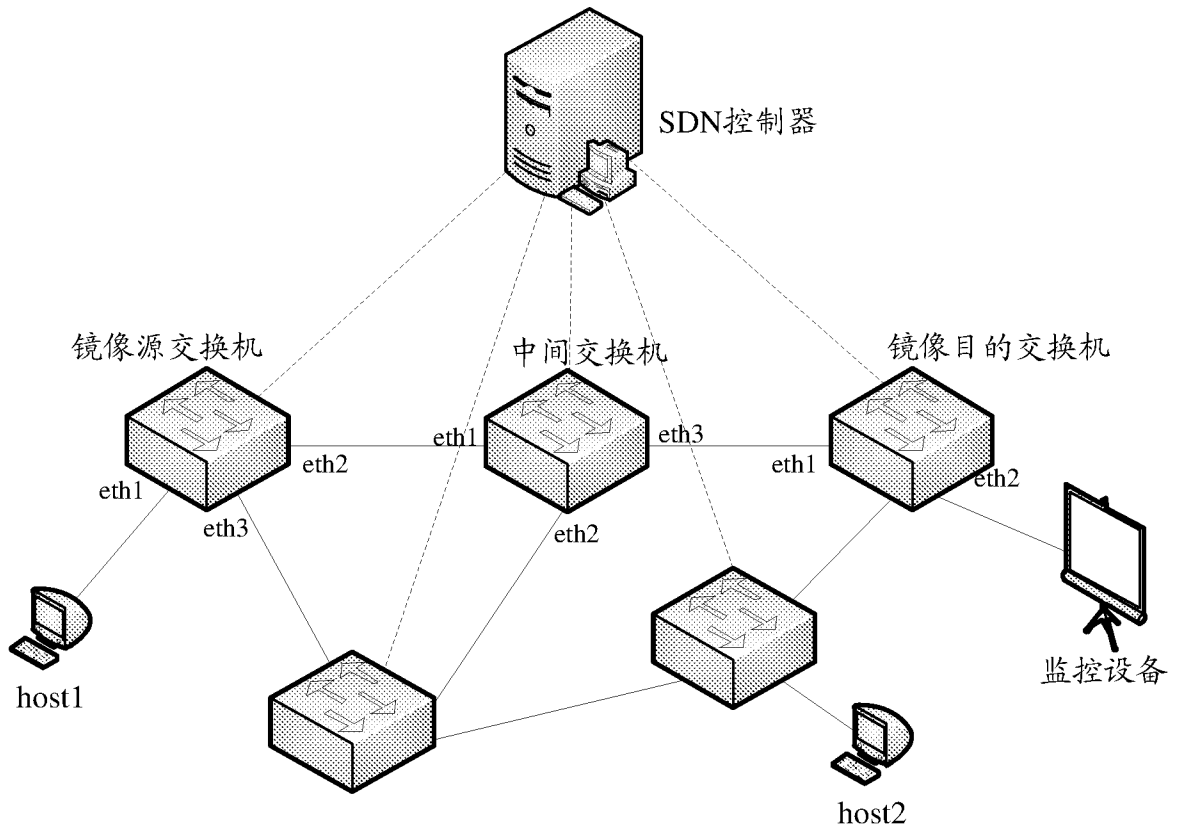 SDN控制器
镜像源交换机
中间交换机
镜像目的交换机
eth1
eth3
eth2
eth1
eth2
eth1
eth3
eth2
监控设备
host1
host2